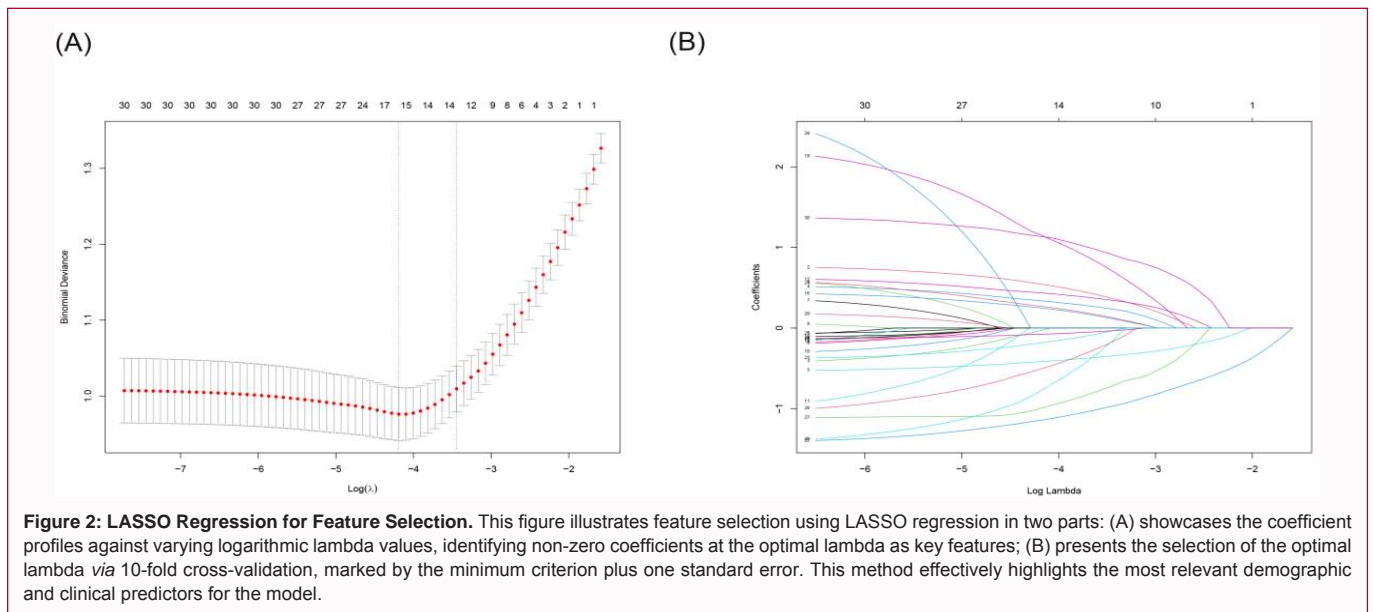 (A)
(B)
30 30 30 30 30 30 30 30 27 27 27 24 17 15 14 14 12 9 8 6 4 3 2 1 1
Binomial Deviance
1.3
1.2
1.1
1.0
−7 −6 −5 −4 −3 −2
Log(λ)
30 27 14 10 1
Coefficients
2
1
0
−1
−6 −5 −4 −3 −2
Log Lambda
Figure 2: LASSO Regression for Feature Selection. This figure illustrates feature selection using LASSO regression in two parts: (A) showcases the coefficient
profiles against varying logarithmic lambda values, identifying non-zero coefficients at the optimal lambda as key features; (B) presents the selection of the optimal
lambda via 10-fold cross-validation, marked by the minimum criterion plus one standard error. This method effectively highlights the most relevant demographic
and clinical predictors for the model.